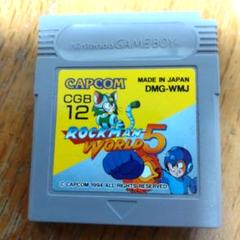 Nintendo GAME BOY
CAPCOM
MADE IN JAPAN
DMG-WMJ
CGB
12
ROCKMAN
WORLD 5
© CAPCOM 1994 ALL RIGHTS RESERVED